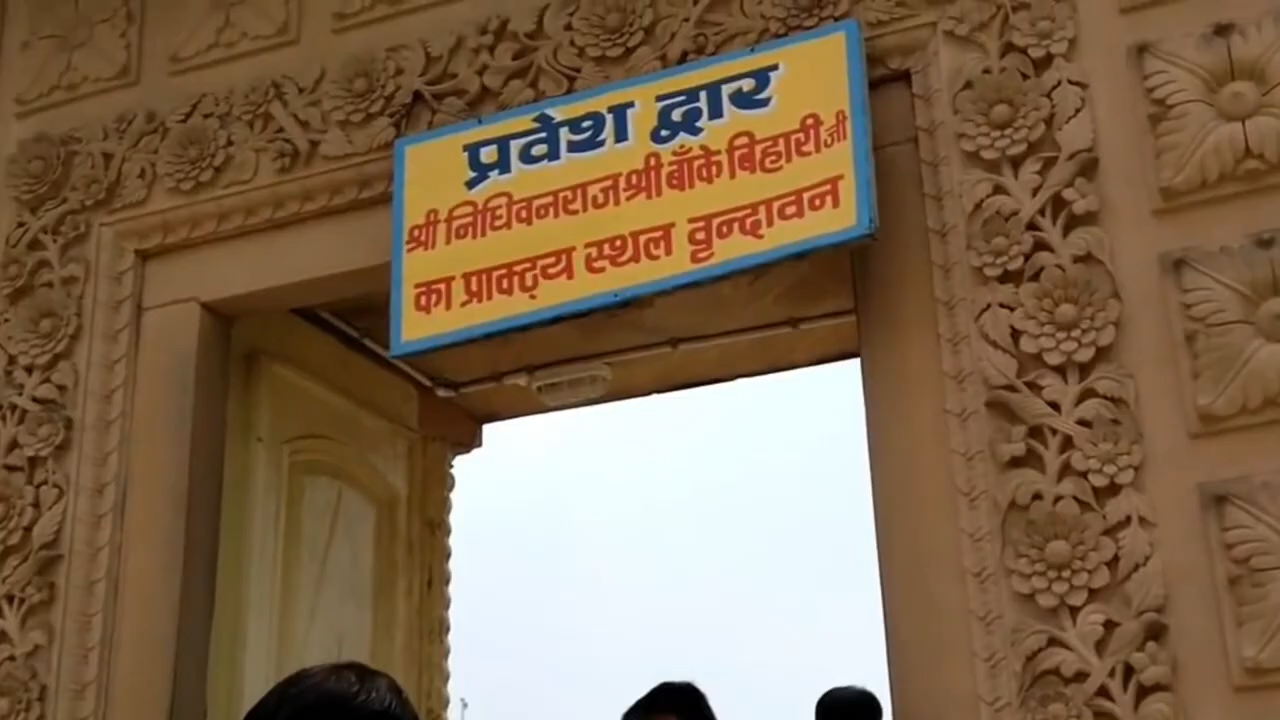 प्रवेश द्वार
श्री निधिवनराज श्री बाँके बिहारी जी
का प्राक्ट्य स्थल वृन्दावन